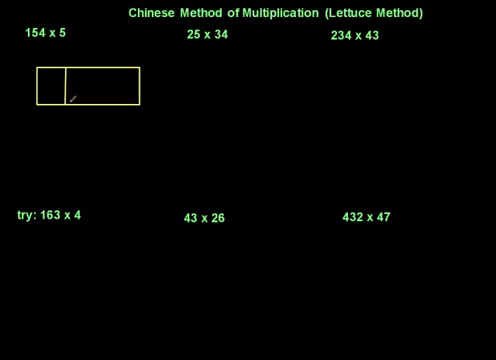 Chinese Method of Multiplication (Lettuce Method)
154 x 5
25 x 34
234 x 43
try: 163 x 4
43 x 26
432 x 47